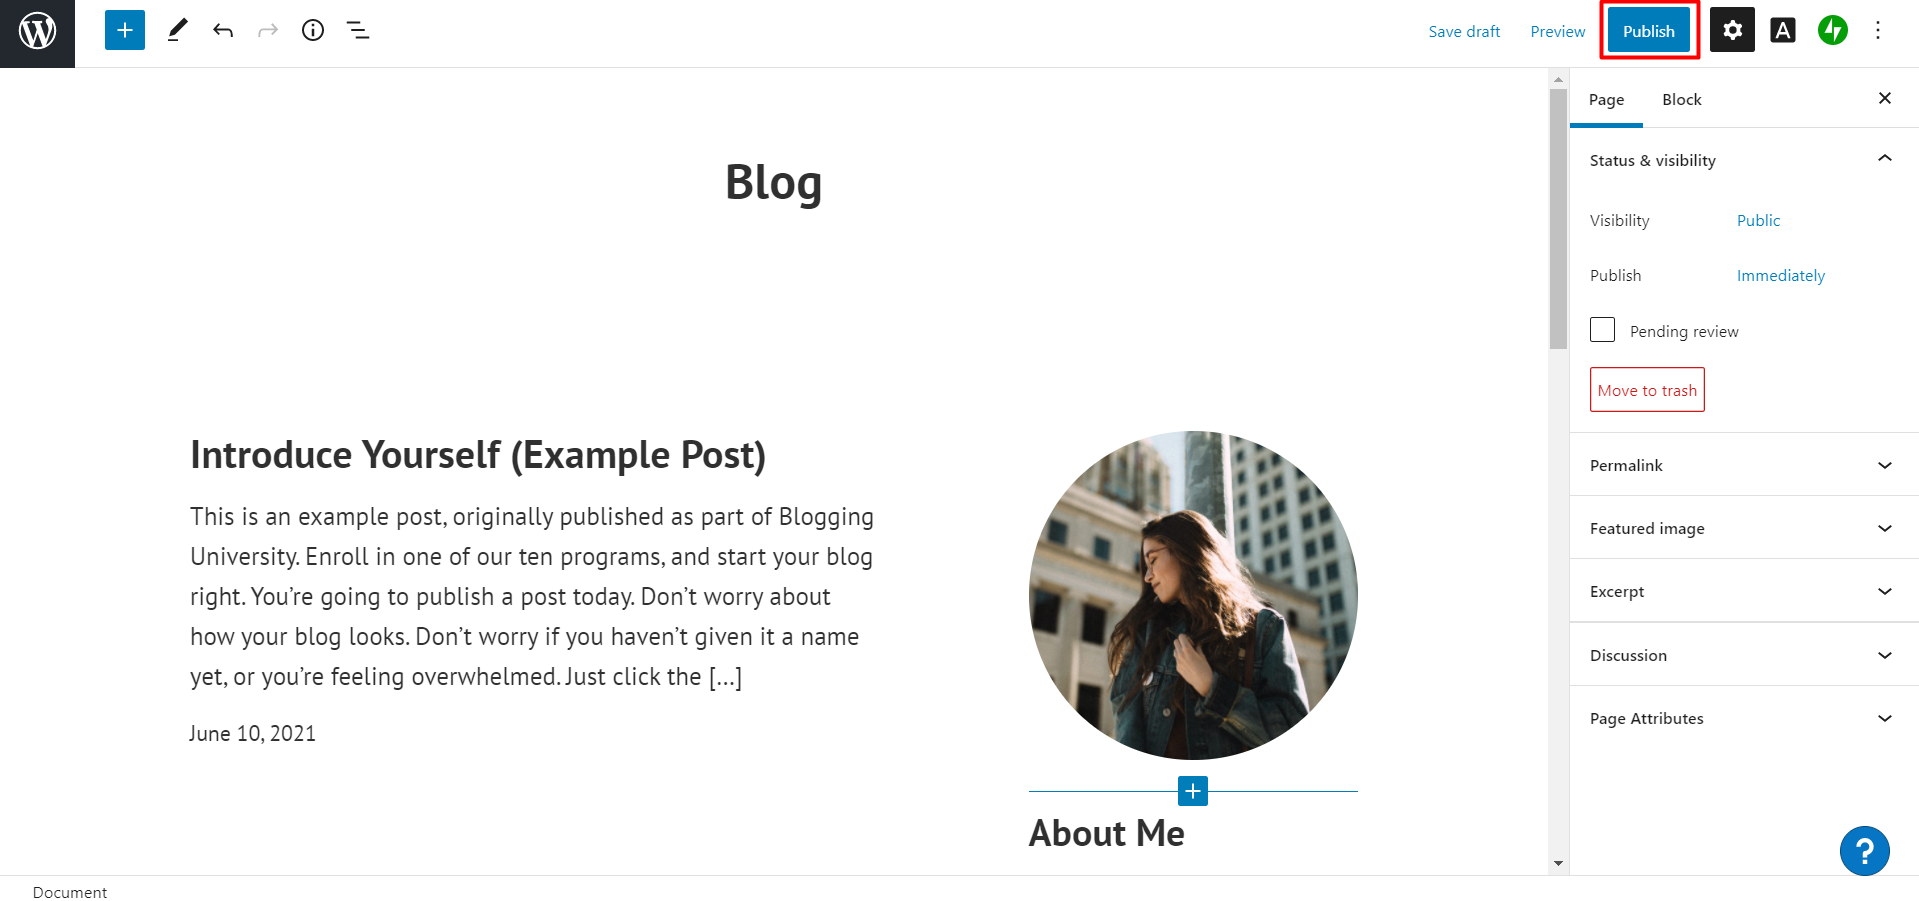 Save draft
Preview
Publish
A
Page
Block
Status & visibility
Visibility
Public
Publish
Immediately
Pending review
Move to trash
Permalink
Featured image
Excerpt
Discussion
Page Attributes
Blog
Introduce Yourself (Example Post)
This is an example post, originally published as part of Blogging
University. Enroll in one of our ten programs, and start your blog
right. You’re going to publish a post today. Don’t worry about
how your blog looks. Don’t worry if you haven’t given it a name
yet, or you’re feeling overwhelmed. Just click the […]
June 10, 2021
About Me
?
Document